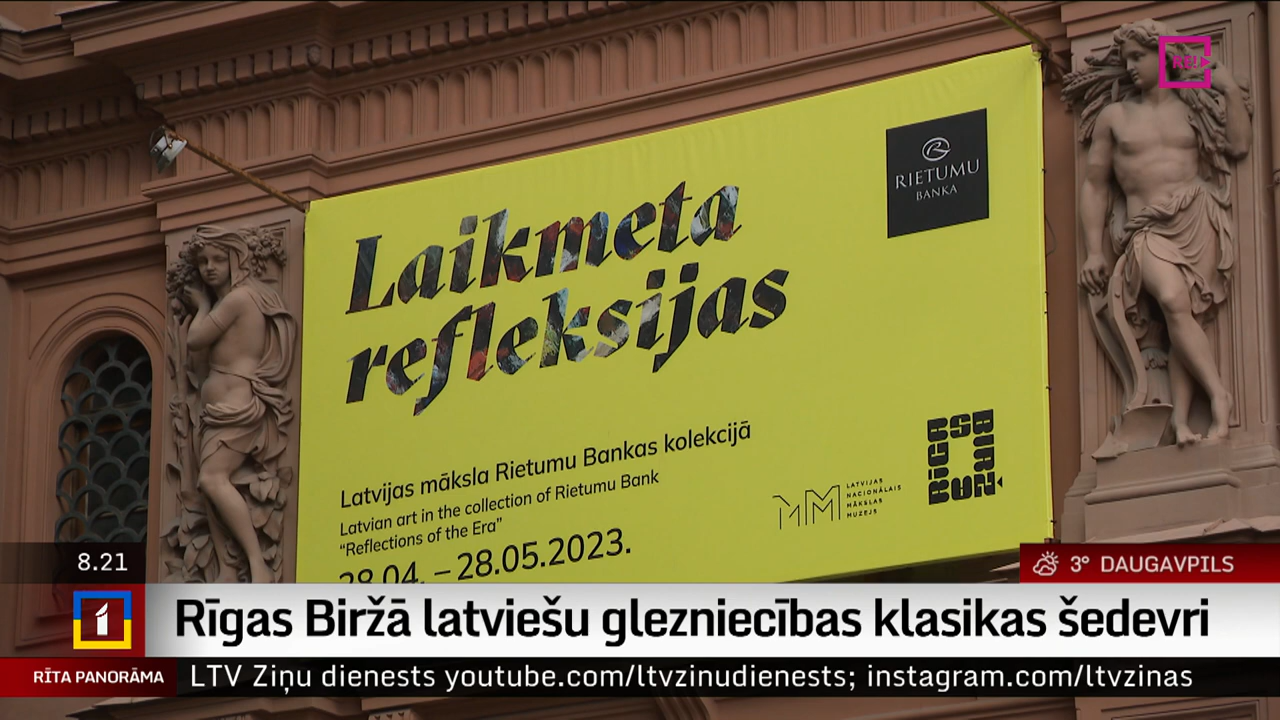 RE!
RIETUMU
BANKA
Laikmeta
refleksijas
Latvijas māksla Rietumu Bankas kolekcijā
Latvian art in the collection of Rietumu Bank
“Reflections of the Era”
28.04. – 28.05.2023.
LATVIJAS
NACIONĀLAIS
MĀKSLAS
MUZEJS
8.21
3° DAUGAVPILS
1
Rīgas Biržā latviešu glezniecības klasikas šedevri
RĪTA PANORĀMA
LTV Ziņu dienests youtube.com/ltvzinudienests; instagram.com/ltvzinas